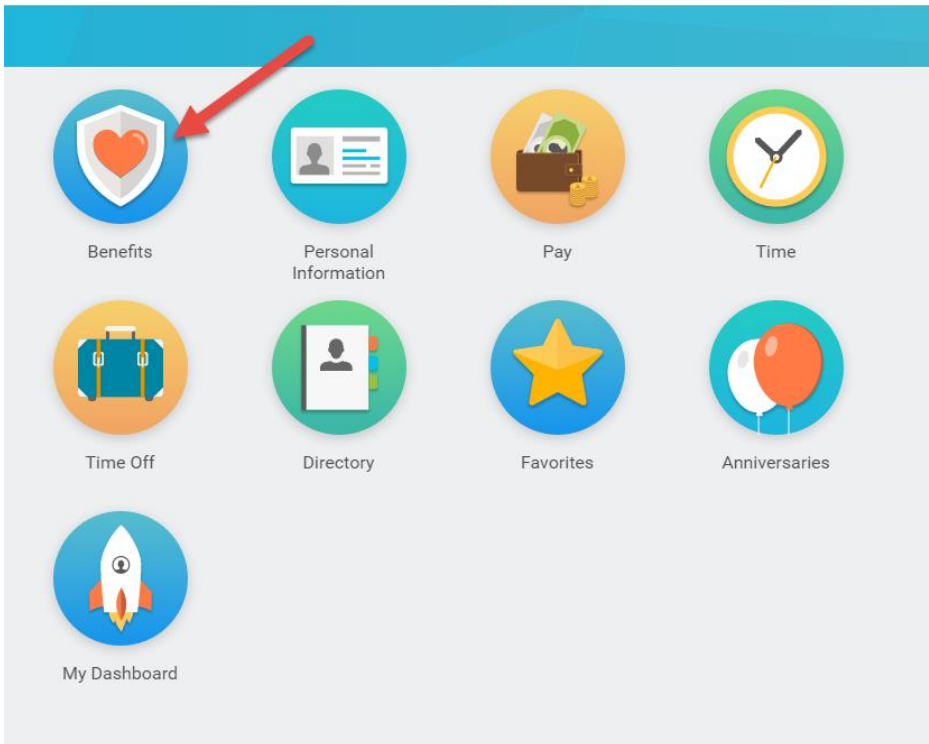 Benefits
Personal
Information
Pay
Time
Time Off
Directory
Favorites
Anniversaries
My Dashboard